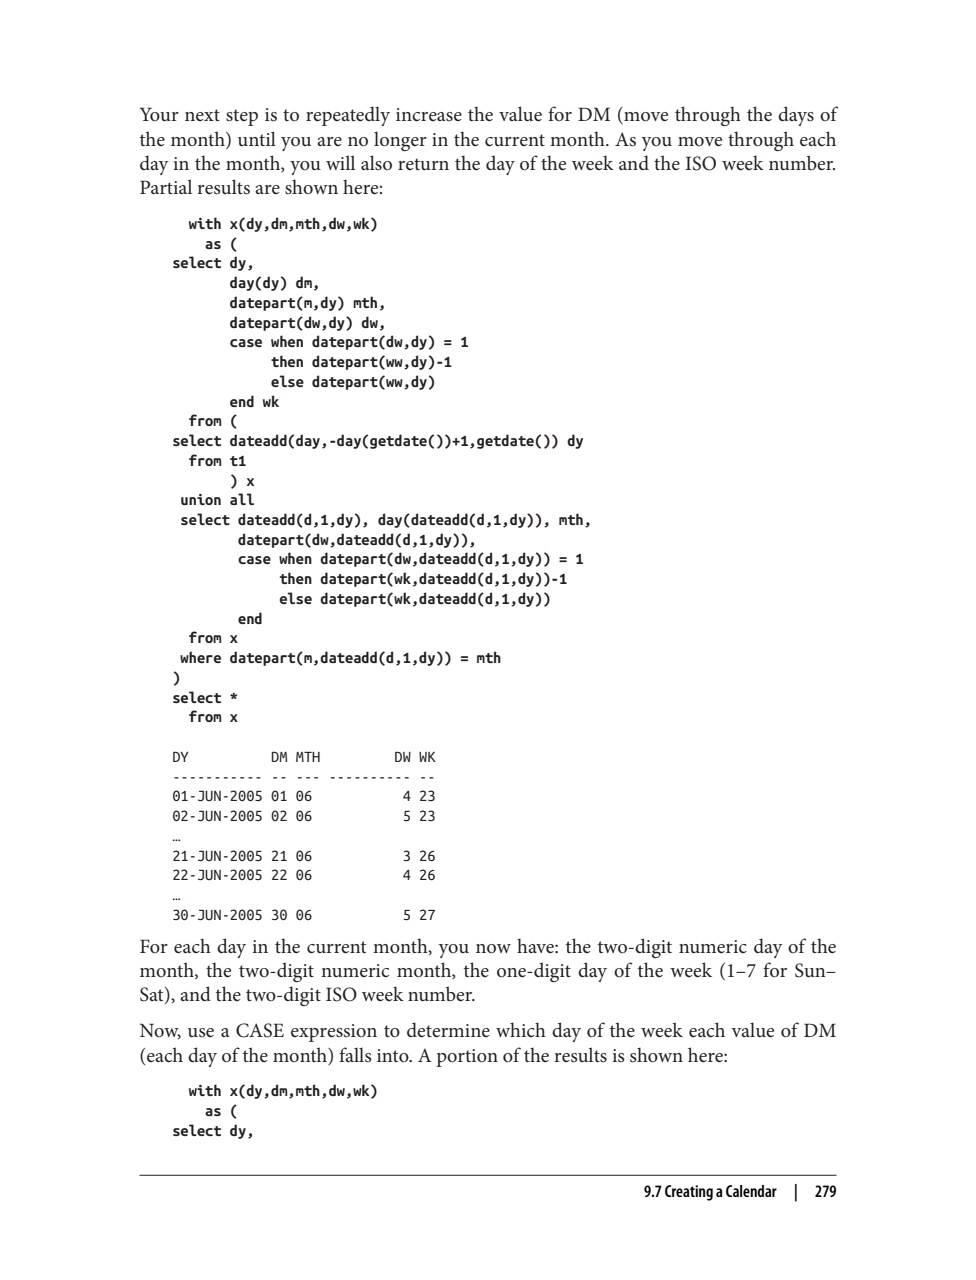 Your next step is to repeatedly increase the value for DM (move through the days of
the month) until you are no longer in the current month. As you move through each
day in the month, you will also return the day of the week and the ISO week number.
Partial results are shown here:
  with x(dy,dm,mth,dw,wk)
    as (
select dy,
       day(dy) dm,
       datepart(m,dy) mth,
       datepart(dw,dy) dw,
       case when datepart(dw,dy) = 1
            then datepart(ww,dy)-1
            else datepart(ww,dy)
       end wk
  from (
select dateadd(day,-day(getdate())+1,getdate()) dy
  from t1
       ) x
 union all
 select dateadd(d,1,dy), day(dateadd(d,1,dy)), mth,
        datepart(dw,dateadd(d,1,dy)),
        case when datepart(dw,dateadd(d,1,dy)) = 1
             then datepart(wk,dateadd(d,1,dy))-1
             else datepart(wk,dateadd(d,1,dy))
        end
  from x
 where datepart(m,dateadd(d,1,dy)) = mth
)
select *
  from x
DY          DM MTH         DW WK
----------- -- --- ---------- --
01-JUN-2005 01 06           4 23
02-JUN-2005 02 06           5 23
…
21-JUN-2005 21 06           3 26
22-JUN-2005 22 06           4 26
…
30-JUN-2005 30 06           5 27
For each day in the current month, you now have: the two-digit numeric day of the
month, the two-digit numeric month, the one-digit day of the week (1–7 for Sun–
Sat), and the two-digit ISO week number.
Now, use a CASE expression to determine which day of the week each value of DM
(each day of the month) falls into. A portion of the results is shown here:
  with x(dy,dm,mth,dw,wk)
    as (
select dy,
9.7 Creating a Calendar | 279